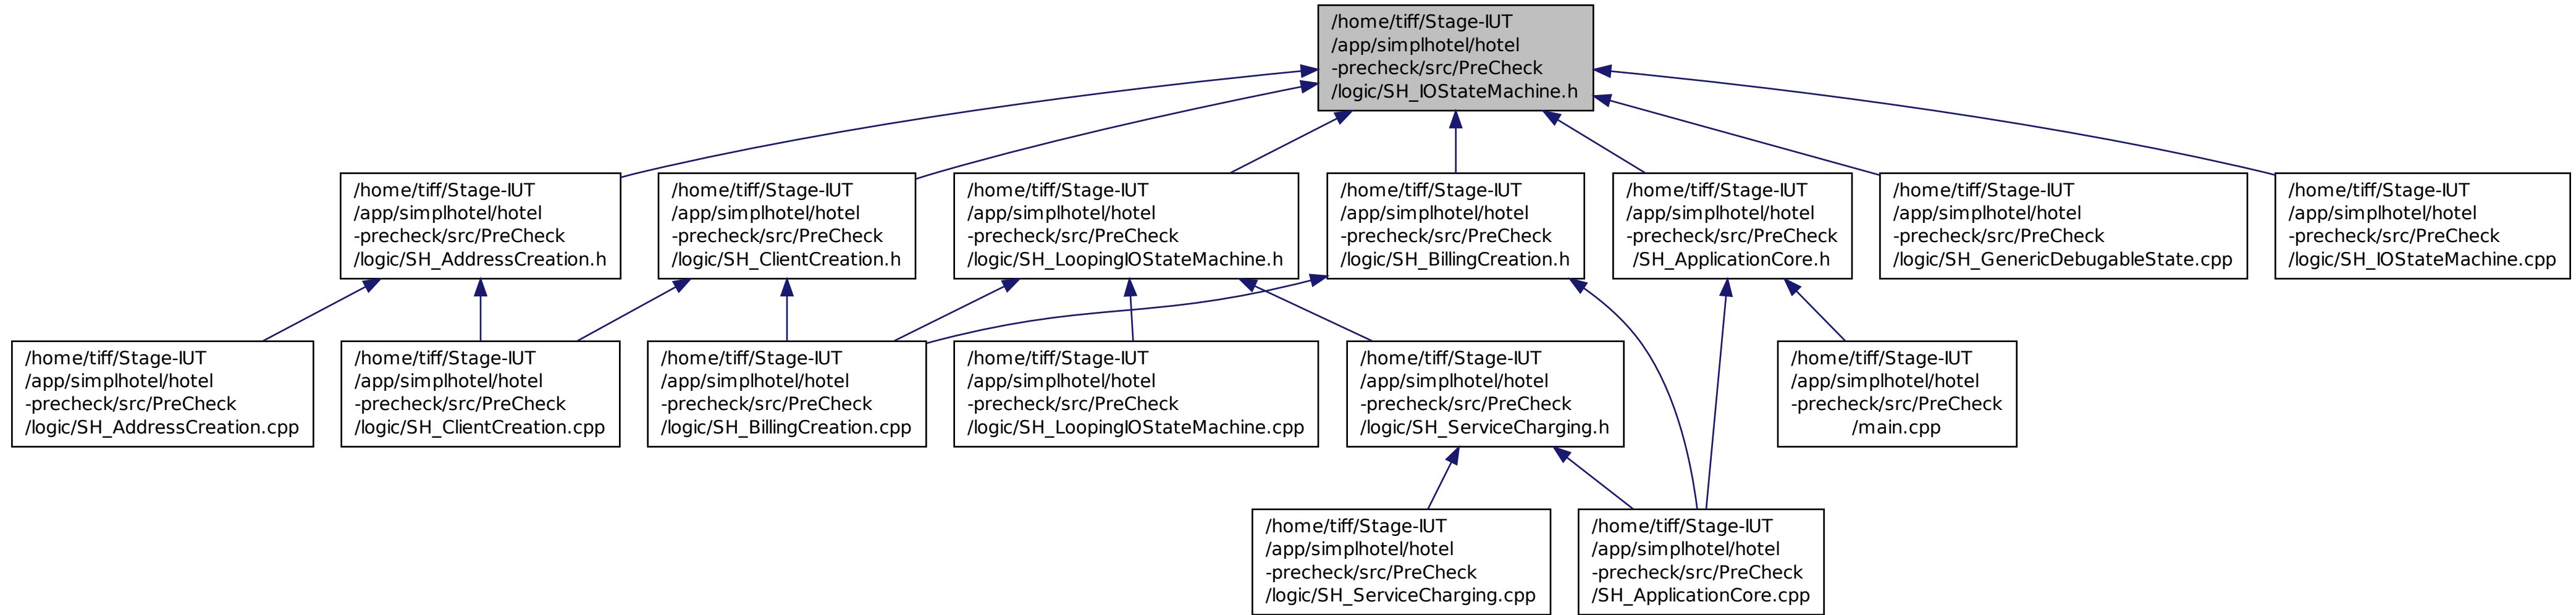 /home/tiff/Stage-IUT
/app/simplhotel/hotel
-precheck/src/PreCheck
/logic/SH_IOStateMachine.h
/home/tiff/Stage-IUT
/app/simplhotel/hotel
-precheck/src/PreCheck
/logic/SH_AddressCreation.h
/home/tiff/Stage-IUT
/app/simplhotel/hotel
-precheck/src/PreCheck
/logic/SH_ClientCreation.h
/home/tiff/Stage-IUT
/app/simplhotel/hotel
-precheck/src/PreCheck
/logic/SH_LoopingIOStateMachine.h
/home/tiff/Stage-IUT
/app/simplhotel/hotel
-precheck/src/PreCheck
/logic/SH_BillingCreation.h
/home/tiff/Stage-IUT
/app/simplhotel/hotel
-precheck/src/PreCheck
/SH_ApplicationCore.h
/home/tiff/Stage-IUT
/app/simplhotel/hotel
-precheck/src/PreCheck
/logic/SH_GenericDebugableState.cpp
/home/tiff/Stage-IUT
/app/simplhotel/hotel
-precheck/src/PreCheck
/logic/SH_IOStateMachine.cpp
/home/tiff/Stage-IUT
/app/simplhotel/hotel
-precheck/src/PreCheck
/logic/SH_AddressCreation.cpp
/home/tiff/Stage-IUT
/app/simplhotel/hotel
-precheck/src/PreCheck
/logic/SH_ClientCreation.cpp
/home/tiff/Stage-IUT
/app/simplhotel/hotel
-precheck/src/PreCheck
/logic/SH_BillingCreation.cpp
/home/tiff/Stage-IUT
/app/simplhotel/hotel
-precheck/src/PreCheck
/logic/SH_LoopingIOStateMachine.cpp
/home/tiff/Stage-IUT
/app/simplhotel/hotel
-precheck/src/PreCheck
/logic/SH_ServiceCharging.h
/home/tiff/Stage-IUT
/app/simplhotel/hotel
-precheck/src/PreCheck
/main.cpp
/home/tiff/Stage-IUT
/app/simplhotel/hotel
-precheck/src/PreCheck
/logic/SH_ServiceCharging.cpp
/home/tiff/Stage-IUT
/app/simplhotel/hotel
-precheck/src/PreCheck
/SH_ApplicationCore.cpp